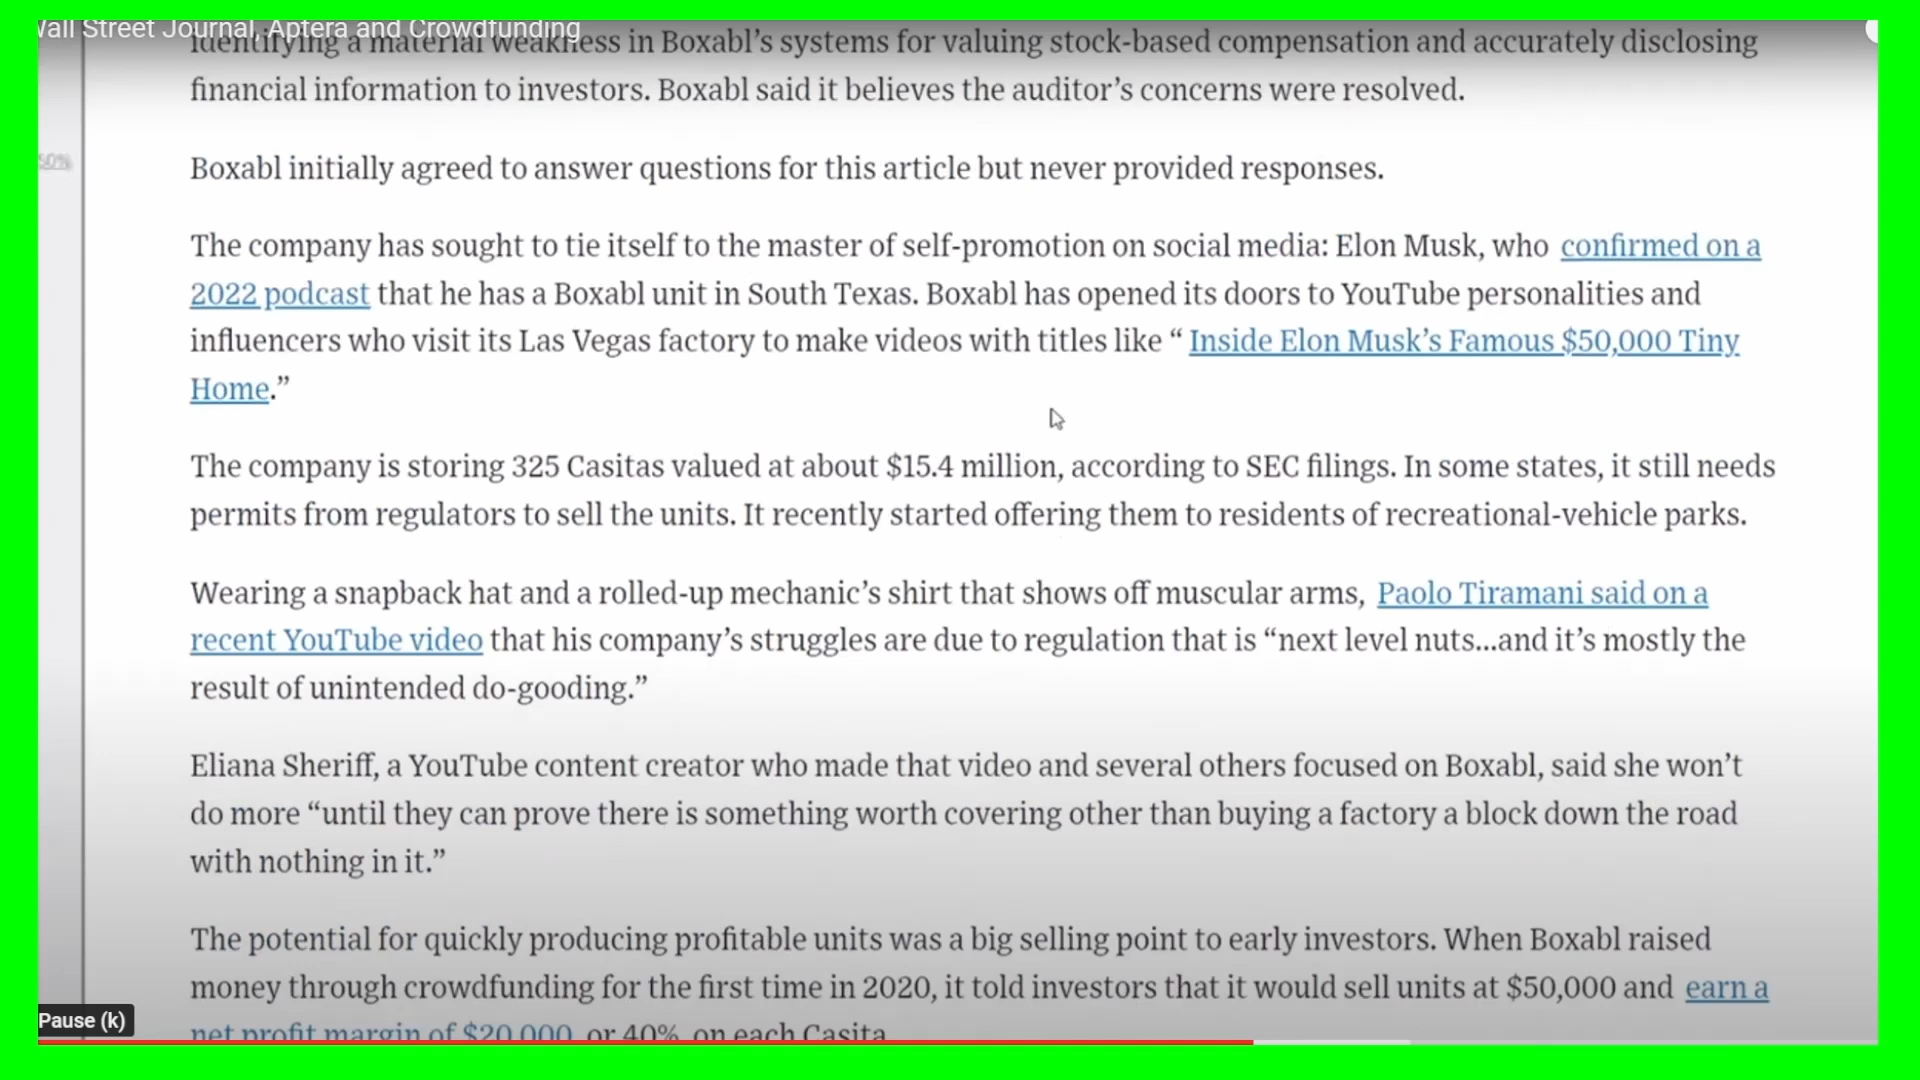 Wall Street Journal, Aptera and Crowdfunding
identifying a material weakness in Boxabl’s systems for valuing stock-based compensation and accurately disclosing
financial information to investors. Boxabl said it believes the auditor’s concerns were resolved.
50%
Boxabl initially agreed to answer questions for this article but never provided responses.
The company has sought to tie itself to the master of self-promotion on social media: Elon Musk, who confirmed on a
2022 podcast that he has a Boxabl unit in South Texas. Boxabl has opened its doors to YouTube personalities and
influencers who visit its Las Vegas factory to make videos with titles like “ Inside Elon Musk’s Famous $50,000 Tiny
Home.”
The company is storing 325 Casitas valued at about $15.4 million, according to SEC filings. In some states, it still needs
permits from regulators to sell the units. It recently started offering them to residents of recreational-vehicle parks.
Wearing a snapback hat and a rolled-up mechanic’s shirt that shows off muscular arms, Paolo Tiramani said on a
recent YouTube video that his company’s struggles are due to regulation that is “next level nuts...and it’s mostly the
result of unintended do-gooding.”
Eliana Sheriff, a YouTube content creator who made that video and several others focused on Boxabl, said she won’t
do more “until they can prove there is something worth covering other than buying a factory a block down the road
with nothing in it.”
The potential for quickly producing profitable units was a big selling point to early investors. When Boxabl raised
money through crowdfunding for the first time in 2020, it told investors that it would sell units at $50,000 and earn a
Pause (k)
net profit margin of $20,000, or 40%, on each Casita